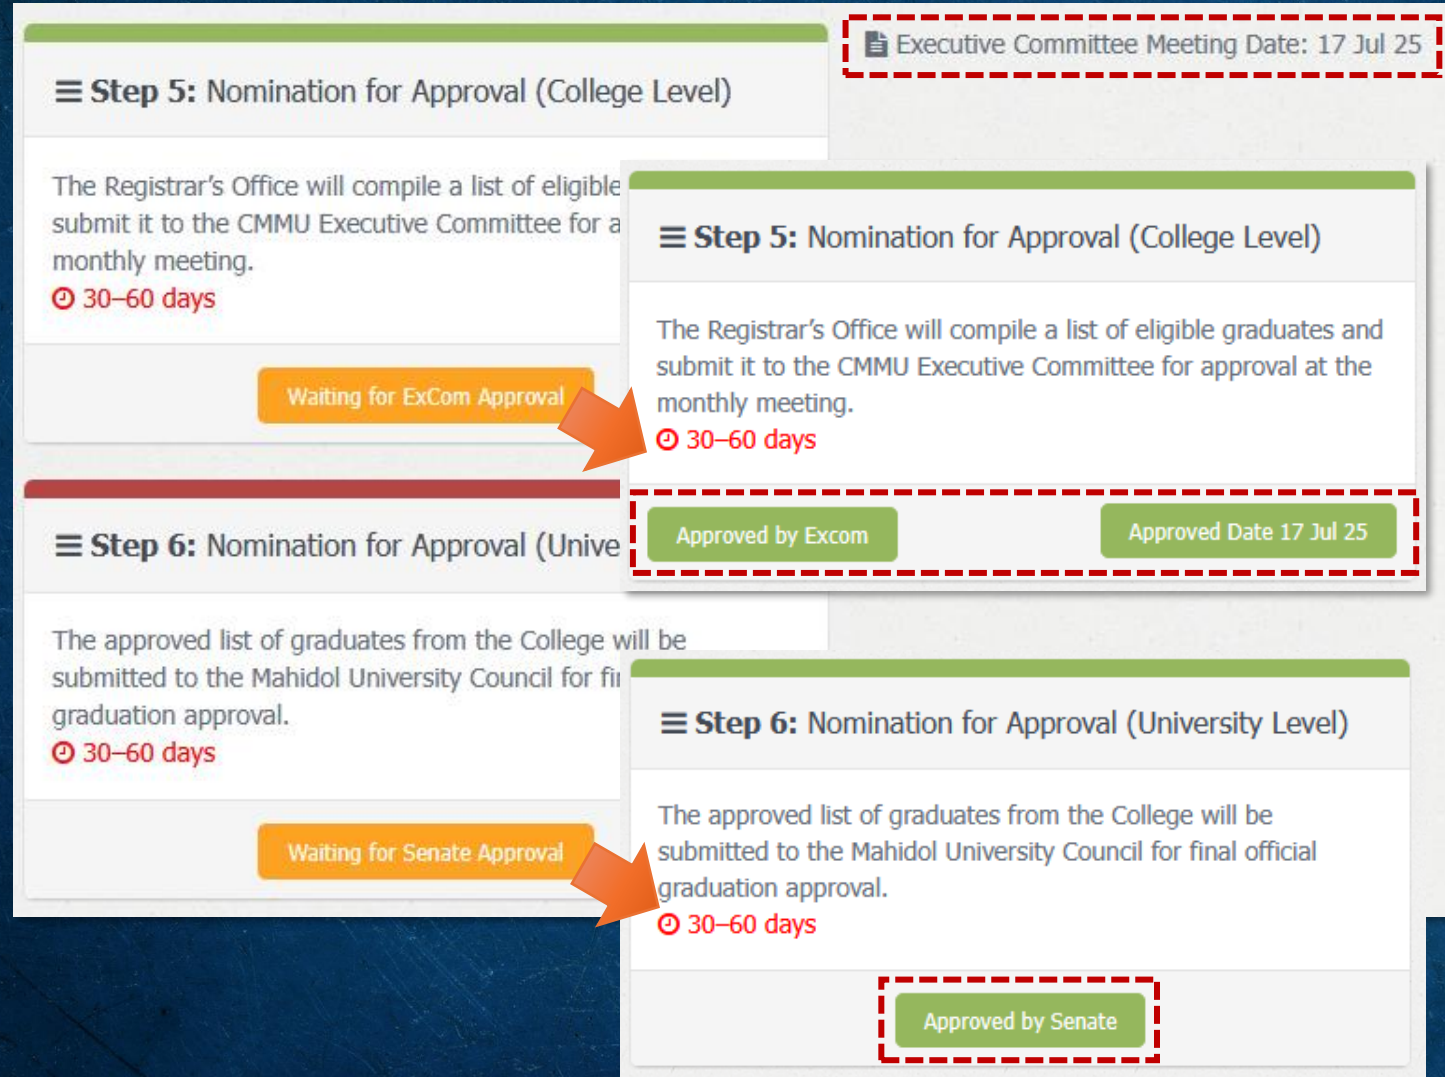 Executive Committee Meeting Date: 17 Jul 25
Step 5: Nomination for Approval (College Level)
The Registrar's Office will compile a list of eligible
submit it to the CMMU Executive Committee for a
monthly meeting.
30–60 days
Waiting for ExCom Approval
Step 5: Nomination for Approval (College Level)
The Registrar's Office will compile a list of eligible graduates and
submit it to the CMMU Executive Committee for approval at the
monthly meeting.
30–60 days
Approved by Excom
Approved Date 17 Jul 25
Step 6: Nomination for Approval (Unive
The approved list of graduates from the College will be
submitted to the Mahidol University Council for fi
graduation approval.
30–60 days
Waiting for Senate Approval
Step 6: Nomination for Approval (University Level)
The approved list of graduates from the College will be
submitted to the Mahidol University Council for final official
graduation approval.
30–60 days
Approved by Senate